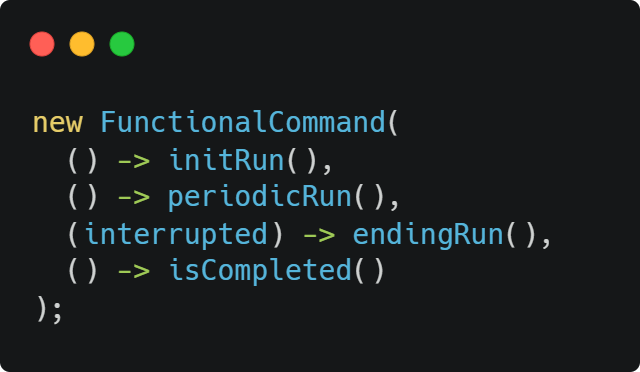 new FunctionalCommand(
  () -> initRun(),
  () -> periodicRun(),
  (interrupted) -> endingRun(),
  () -> isCompleted()
);